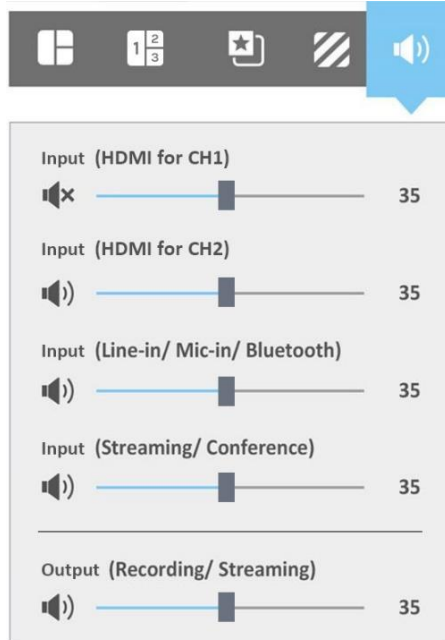 1 2 3
Input (HDMI for CH1)
35
Input (HDMI for CH2)
35
Input (Line-in/ Mic-in/ Bluetooth)
35
Input (Streaming/ Conference)
35
Output (Recording/ Streaming)
35